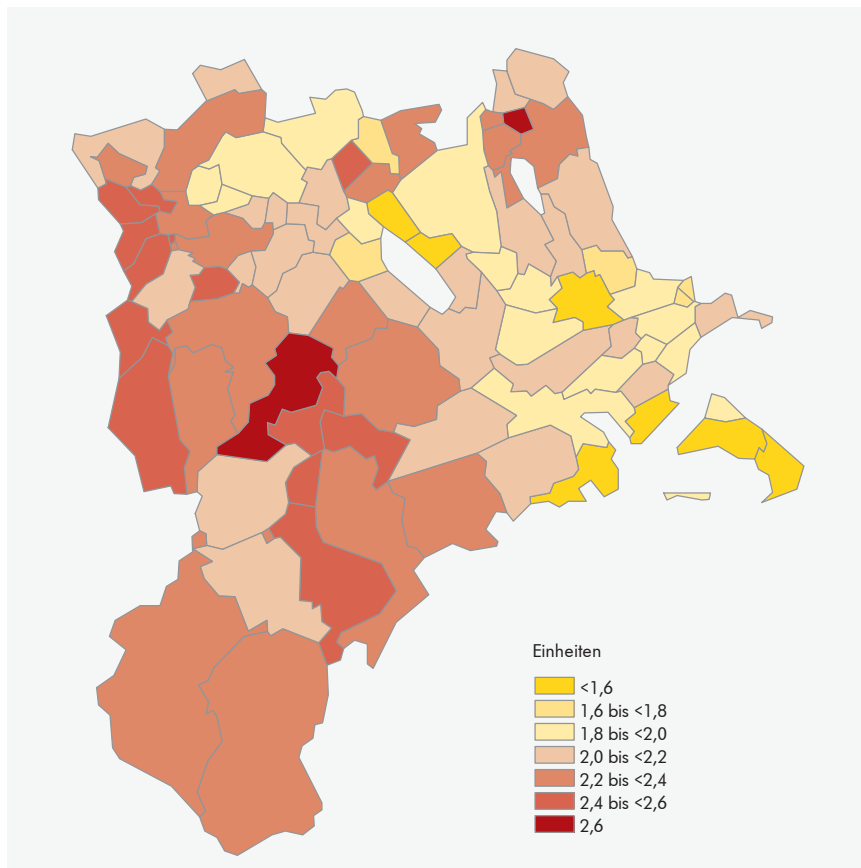 Einheiten
<1,6
1,6 bis <1,8
1,8 bis <2,0
2,0 bis <2,2
2,2 bis <2,4
2,4 bis <2,6
2,6